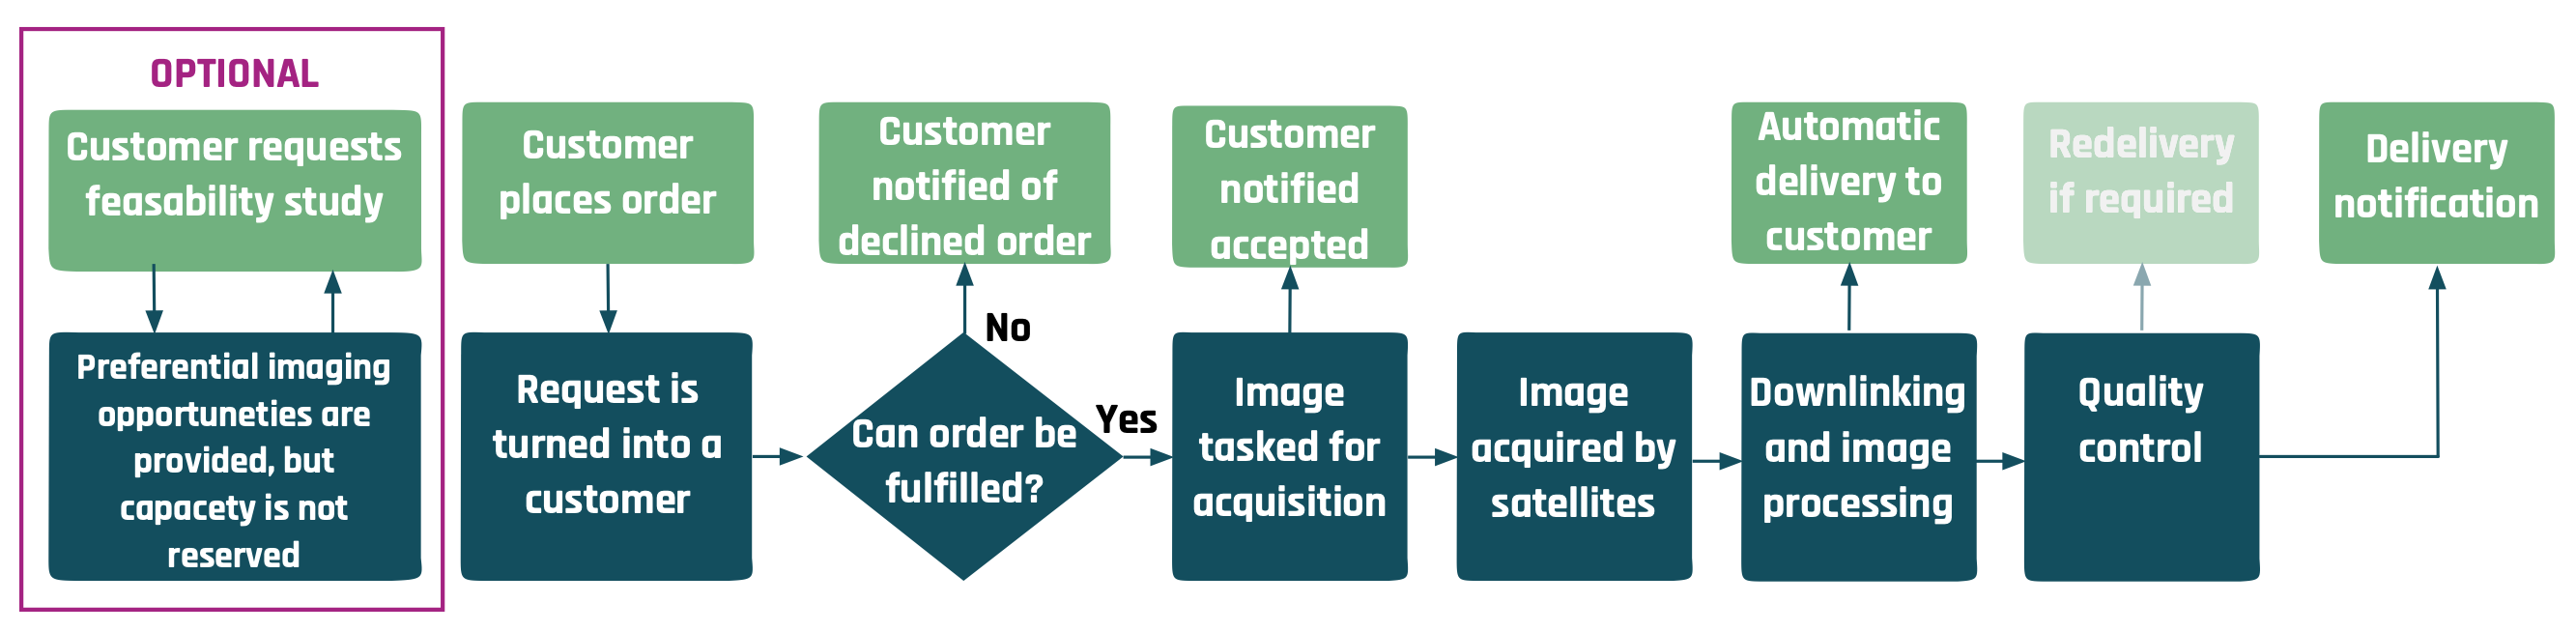 OPTIONAL
Customer requests
feasability study
Preferential imaging
opportuneties are
provided, but
capacety is not
reserved
Customer
places order
Request is
turned into a
customer
Customer
notified of
declined order
No
Can order be
fulfilled?
Yes
Customer
notified
accepted
Image
tasked for
acquisition
Image
acquired by
satellites
Automatic
delivery to
customer
Downlinking
and image
processing
Redelivery
if required
Quality
control
Delivery
notification